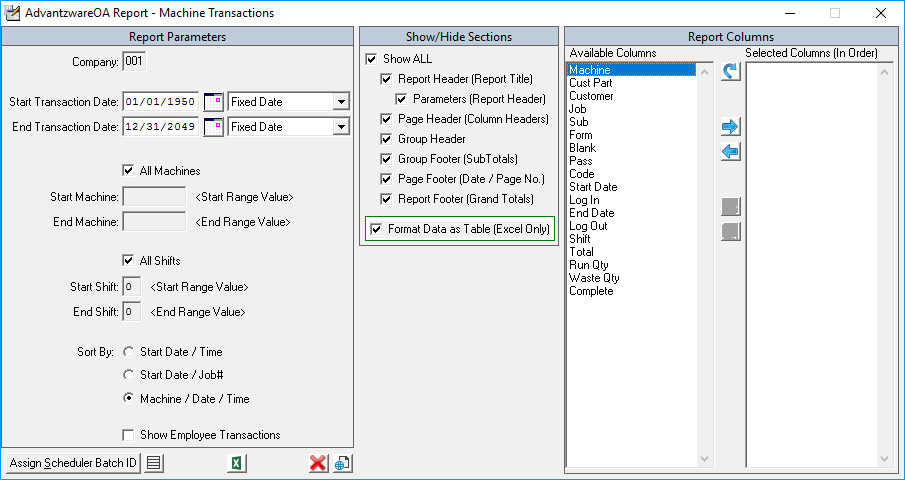 AdvantzwareOA Report - Machine Transactions
Report Parameters
Company: 001
Start Transaction Date: 01/01/1950 Fixed Date
End Transaction Date: 12/31/2049 Fixed Date
All Machines
Start Machine: <Start Range Value>
End Machine: <End Range Value>
All Shifts
Start Shift: 0 <Start Range Value>
End Shift: 0 <End Range Value>
Sort By: Start Date / Time
Start Date / Job#
Machine / Date / Time
Show Employee Transactions
Assign Scheduler Batch ID
Show/Hide Sections
Show ALL
Report Header (Report Title)
Parameters (Report Header)
Page Header (Column Headers)
Group Header
Group Footer (SubTotals)
Page Footer (Date / Page No.)
Report Footer (Grand Totals)
Format Data as Table (Excel Only)
Report Columns
Available Columns
Machine
Cust Part
Customer
Job
Sub
Form
Blank
Pass
Code
Start Date
Log In
End Date
Log Out
Shift
Total
Run Qty
Waste Qty
Complete
Selected Columns (In Order)